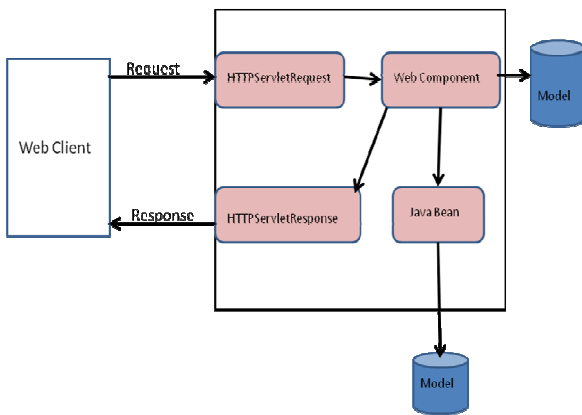 Request
HTTPServletRequest
Web Component
Model
Web Client
Response
HTTPServletResponse
Java Bean
Model